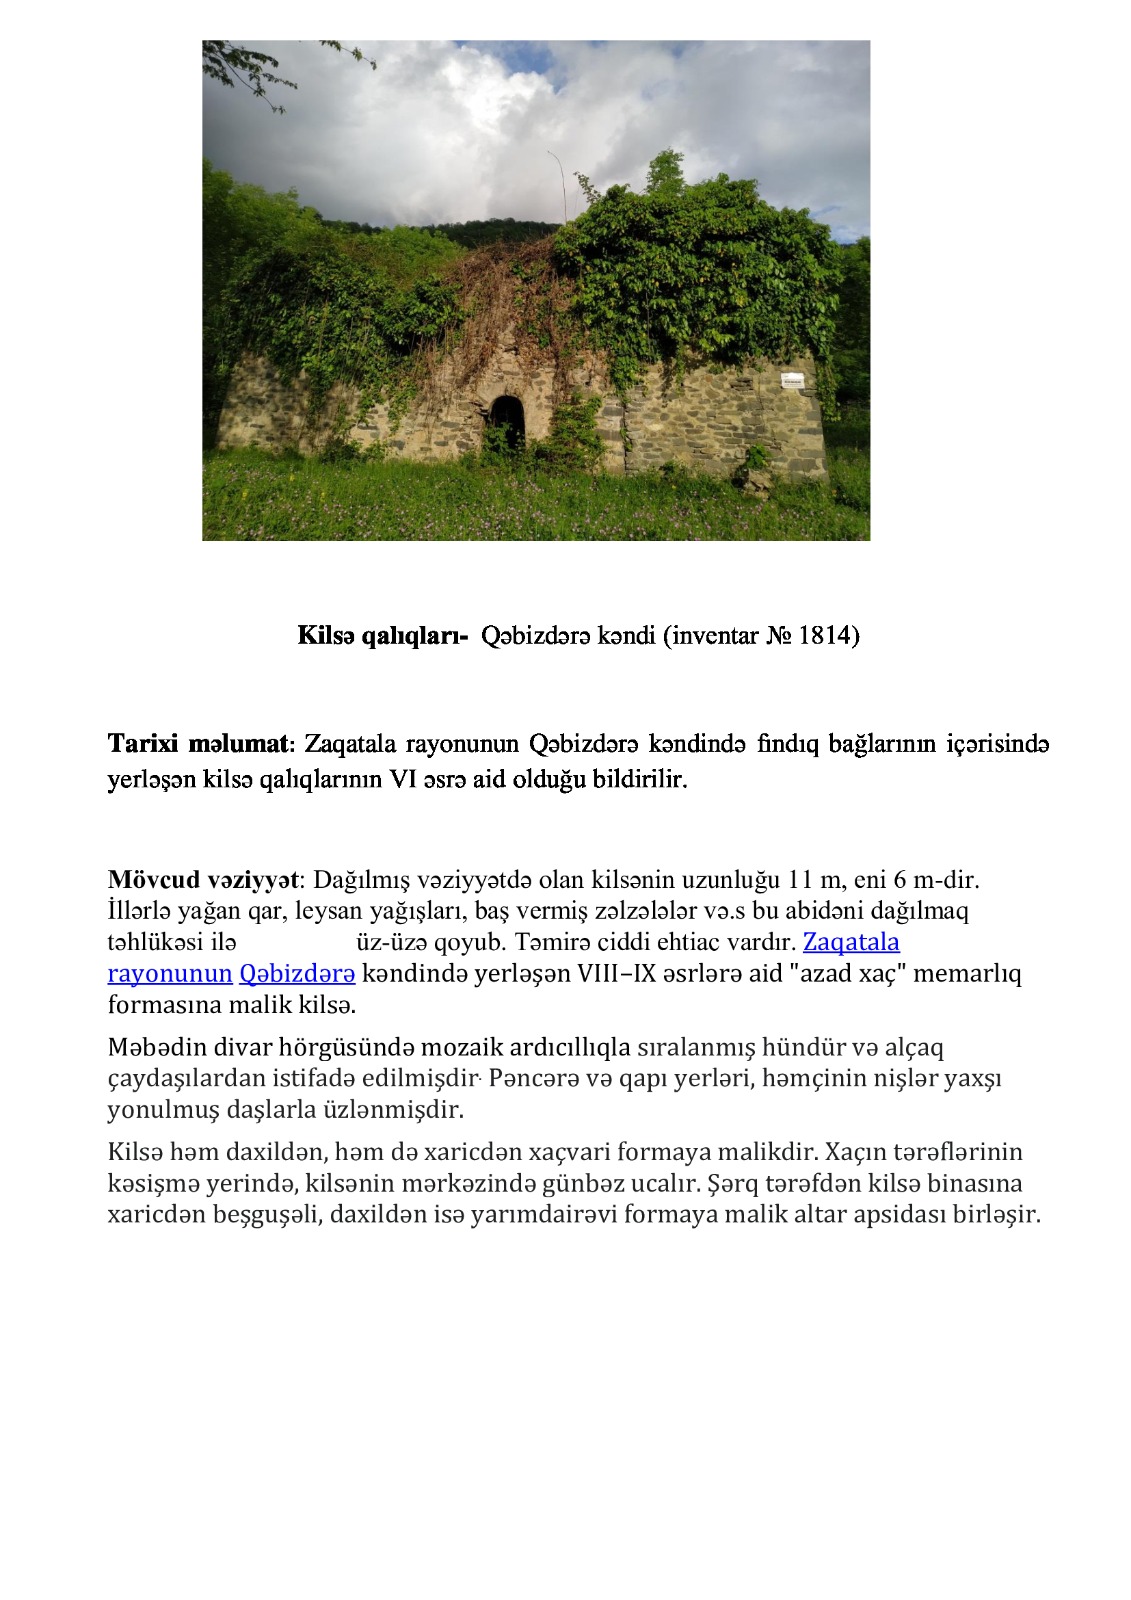 Kilsə qalıqları- Qəbizdərə kəndi (inventar № 1814)
Tarixi məlumat: Zaqatala rayonunun Qəbizdərə kəndində fındıq bağlarının içərisində
yerləşən kilsə qalıqlarının VI əsrə aid olduğu bildirilir.
Mövcud vəziyyət: Dağılmış vəziyyətdə olan kilsənin uzunluğu 11 m, eni 6 m-dir.
İllərlə yağan qar, leysan yağışları, baş vermiş zəlzələlər və.s bu abidəni dağılmaq
təhlükəsi ilə üz-üzə qoyub. Təmirə ciddi ehtiac vardır. Zaqatala
rayonunun Qəbizdərə kəndində yerləşən VIII–IX əsrlərə aid "azad xaç" memarlıq
formasına malik kilsə.
Məbədin divar hörgüsündə mozaik ardıcıllıqla sıralanmış hündür və alçaq
çaydaşılardan istifadə edilmişdir. Pəncərə və qapı yerləri, həmçinin nişlər yaxşı
yonulmuş daşlarla üzlənmişdir.
Kilsə həm daxildən, həm də xaricdən xaçvari formaya malikdir. Xaçın tərəflərinin
kəsişmə yerində, kilsənin mərkəzində günbəz ucalır. Şərq tərəfdən kilsə binasına
xaricdən beşguşəli, daxildən isə yarımdairəvi formaya malik altar apsidası birləşir.